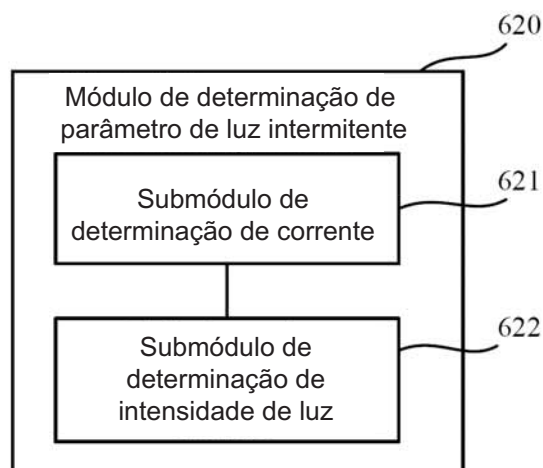 620
Módulo de determinação de
parâmetro de luz intermitente
621
Submódulo de
determinação de corrente
622
Submódulo de
determinação de
intensidade de luz